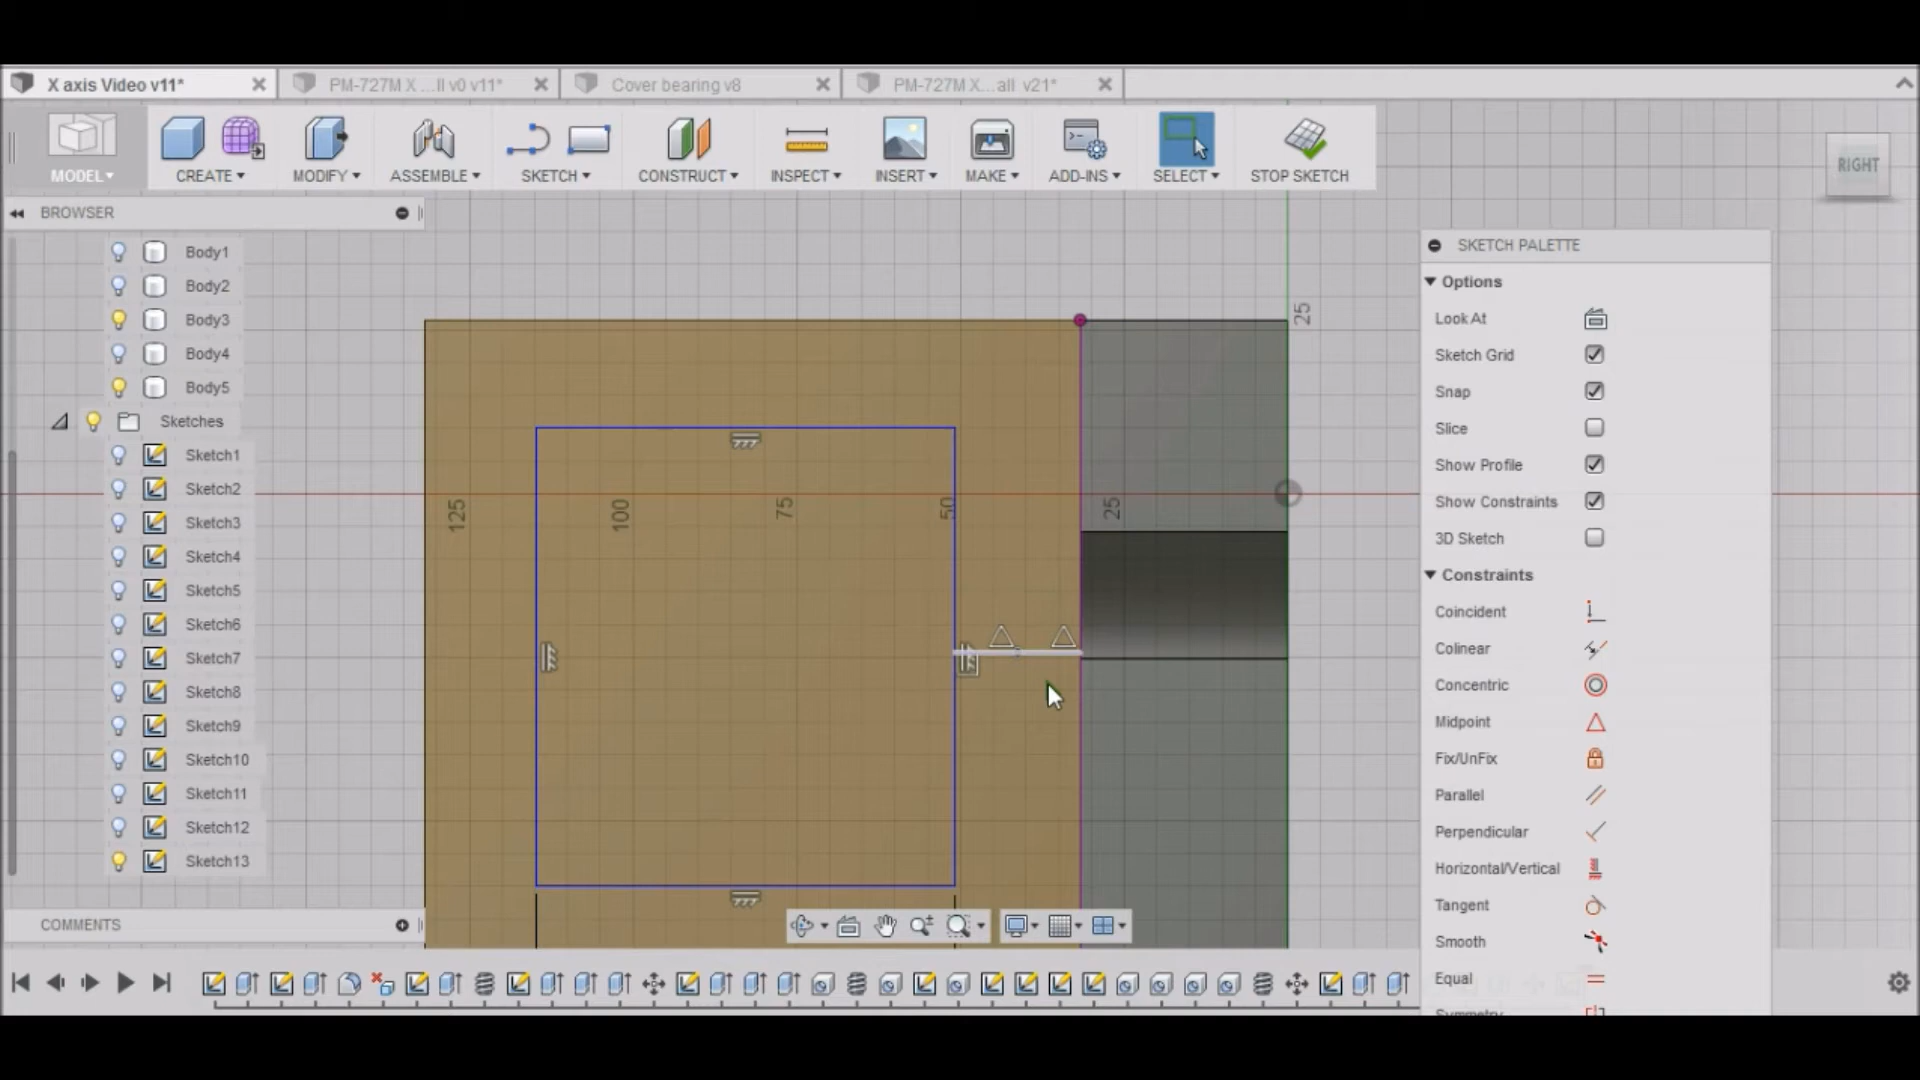 X axis Video v11*
PM-727M X ...ll v0 v11*
Cover bearing v8
PM-727M X...all v21*
MODEL
CREATE
MODIFY
ASSEMBLE
SKETCH
CONSTRUCT
INSPECT
INSERT
MAKE
ADD-INS
SELECT
STOP SKETCH
RIGHT
BROWSER
Body1
Body2
Body3
Body4
Body5
Sketches
Sketch1
Sketch2
Sketch3
Sketch4
Sketch5
Sketch6
Sketch7
Sketch8
Sketch9
Sketch10
Sketch11
Sketch12
Sketch13
COMMENTS
25
125
100
75
50
25
SKETCH PALETTE
Options
Look At
Sketch Grid
Snap
Slice
Show Profile
Show Constraints
3D Sketch
Constraints
Coincident
Colinear
Concentric
Midpoint
Fix/UnFix
Parallel
Perpendicular
Horizontal/Vertical
Tangent
Smooth
Equal
Symmetry